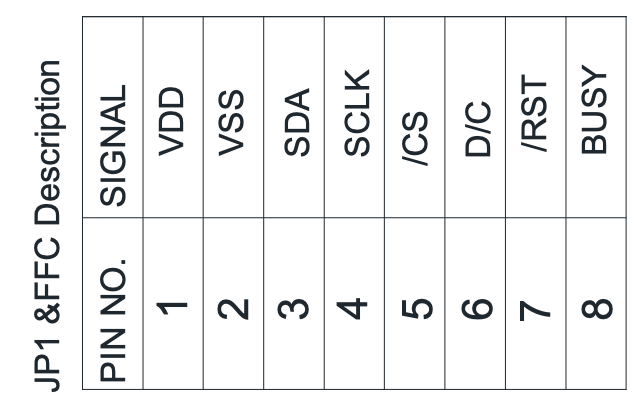 JP1 &FFC Description
PIN NO. SIGNAL
1 VDD
2 VSS
3 SDA
4 SCLK
5 /CS
6 D/C
7 /RST
8 BUSY